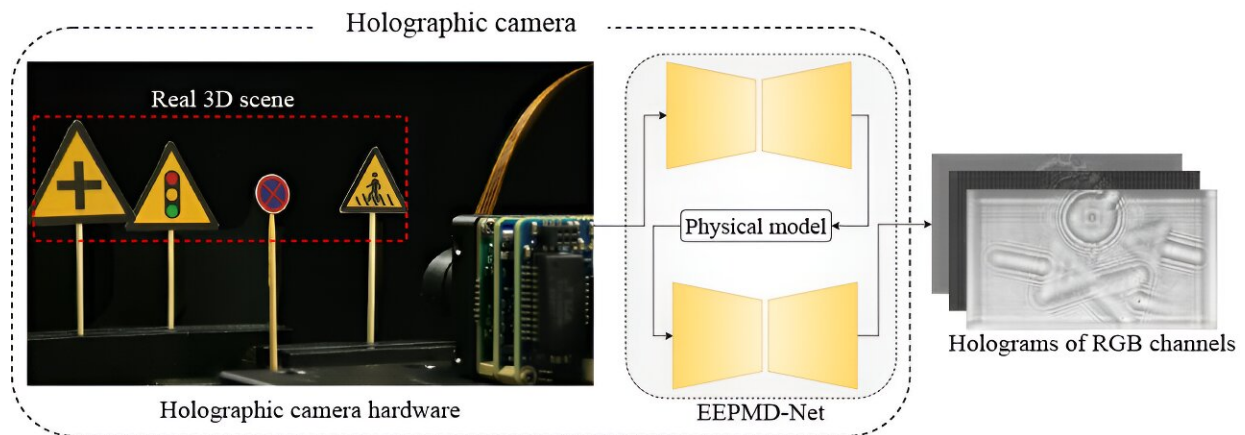 Holographic camera
Real 3D scene
Physical model
Holograms of RGB channels
Holographic camera hardware
EEPMD-Net